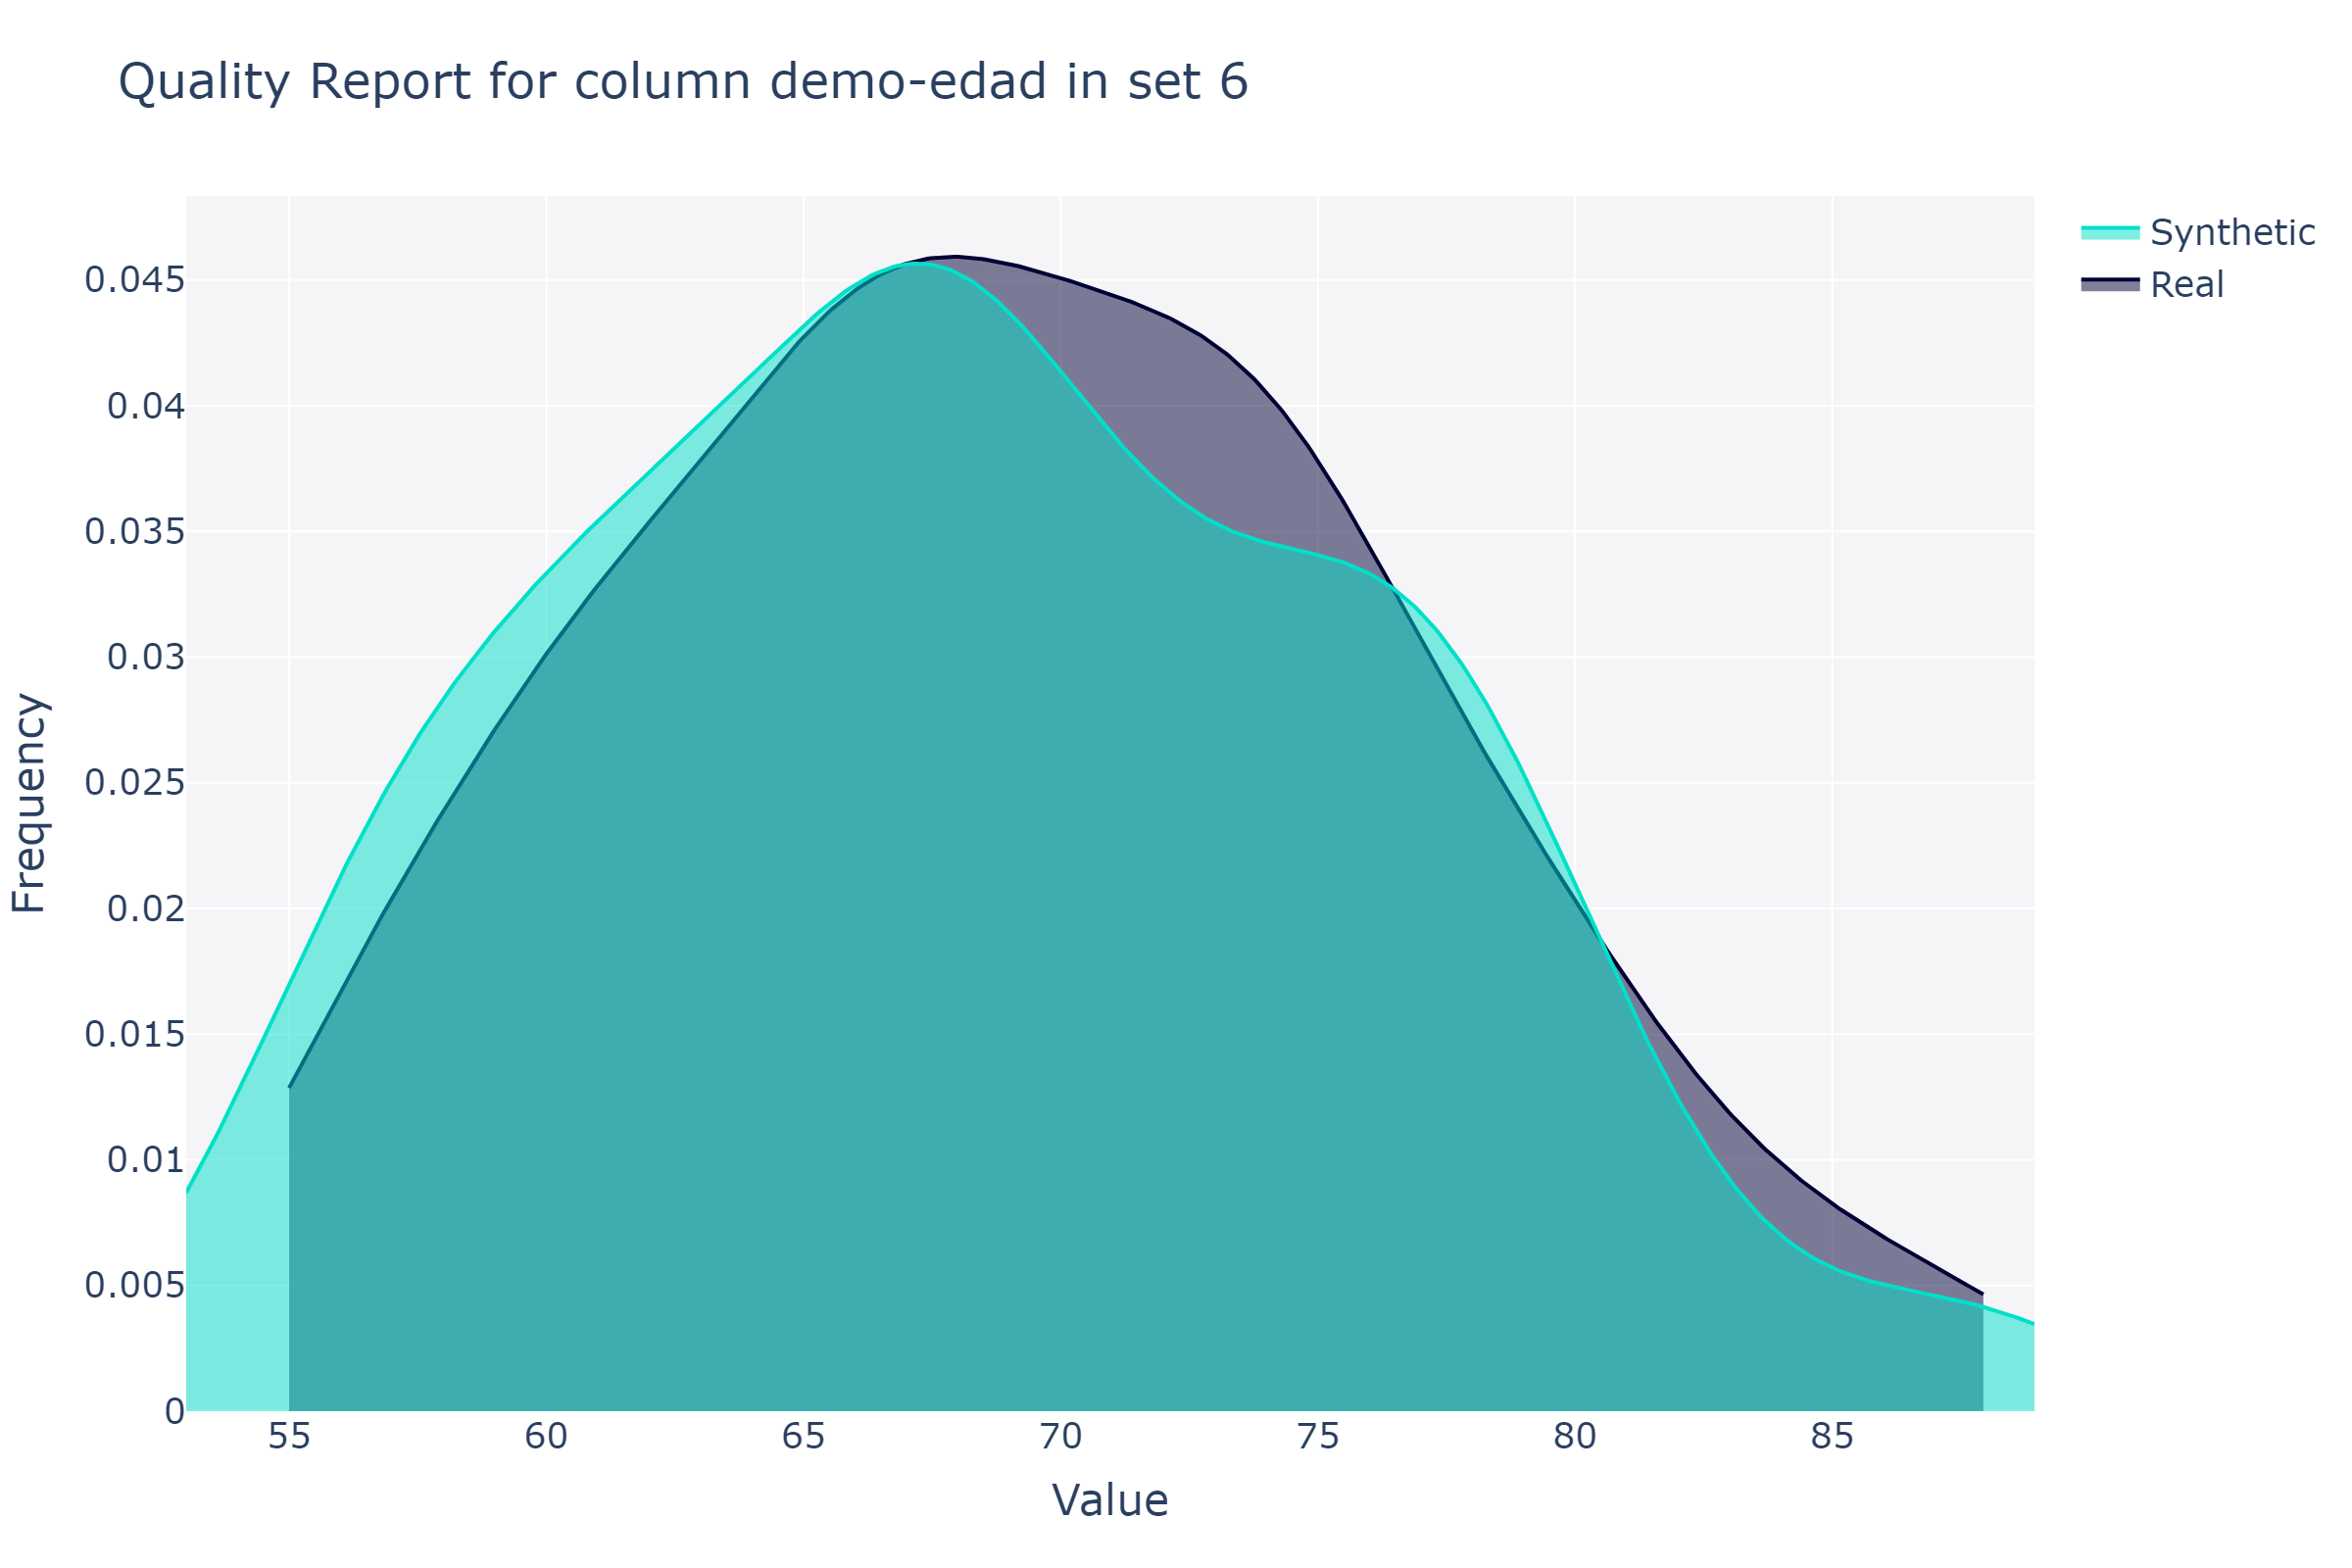 Quality Report for column demo-edad in set 6
Synthetic
Real
0.045
0.04
0.035
0.03
0.025
0.02
0.015
0.01
0.005
0
Frequency
55 60 65 70 75 80 85
Value